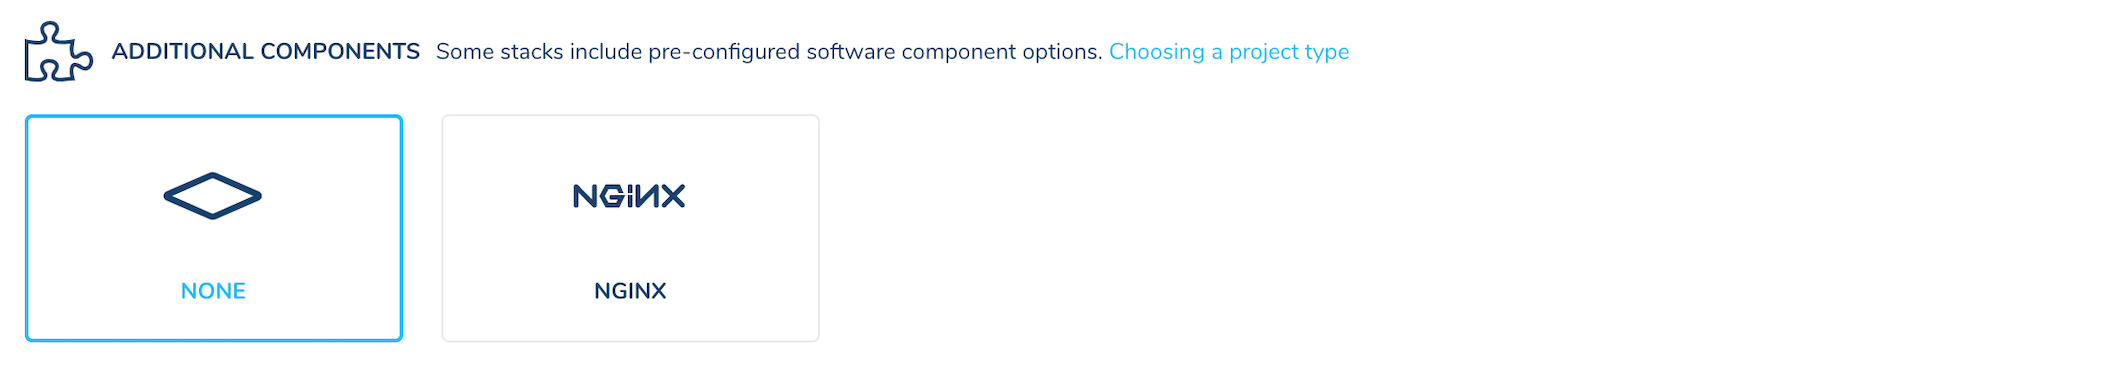 ADDITIONAL COMPONENTS Some stacks include pre-configured software component options. Choosing a project type
NGiNX
NONE
NGINX